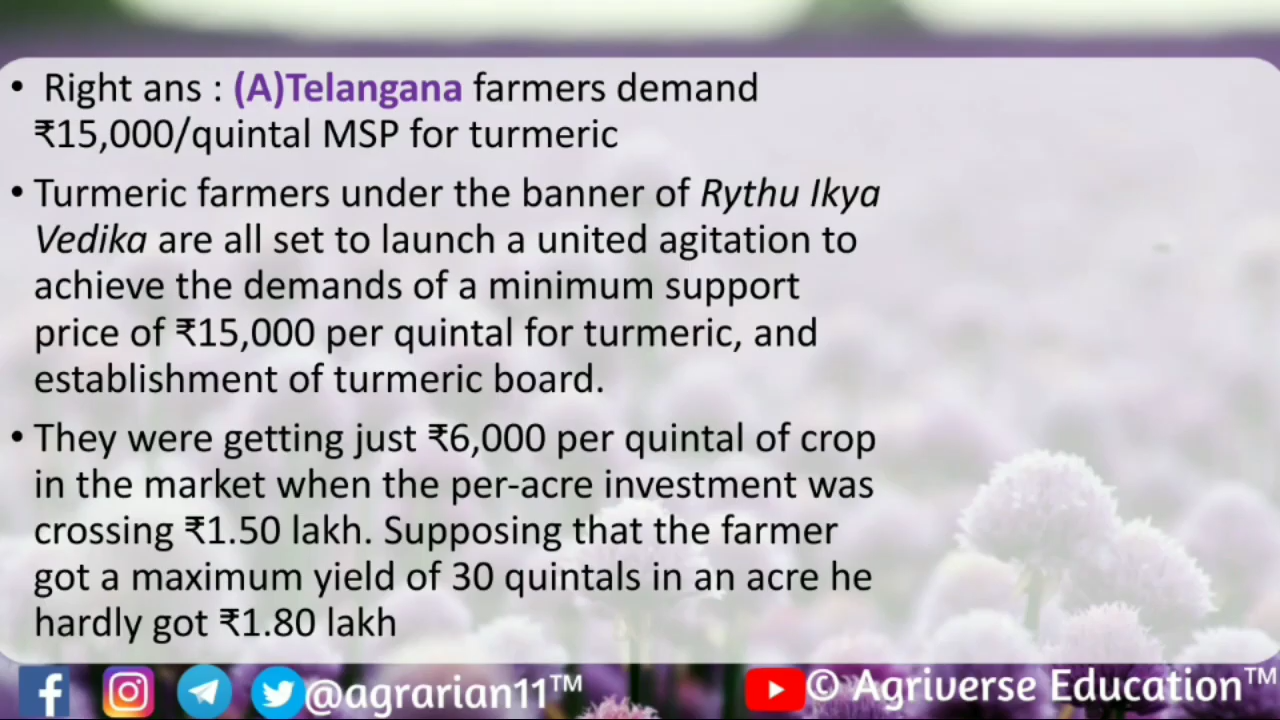 • Right ans : (A)Telangana farmers demand
₹15,000/quintal MSP for turmeric
• Turmeric farmers under the banner of Rythu Ikya
Vedika are all set to launch a united agitation to
achieve the demands of a minimum support
price of ₹15,000 per quintal for turmeric, and
establishment of turmeric board.
• They were getting just ₹6,000 per quintal of crop
in the market when the per-acre investment was
crossing ₹1.50 lakh. Supposing that the farmer
got a maximum yield of 30 quintals in an acre he
hardly got ₹1.80 lakh
@agrarian11™ © Agriverse Education™